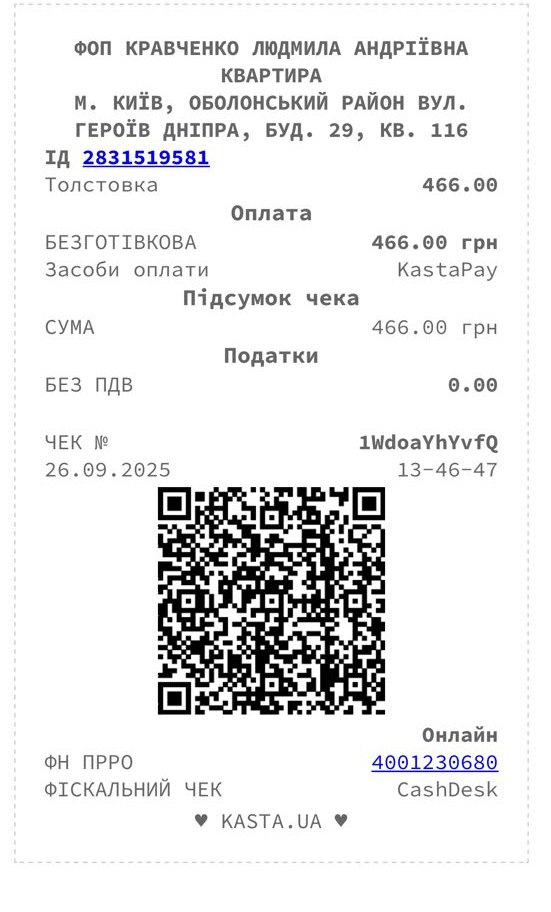 ФОП КРАВЧЕНКО ЛЮДМИЛА АНДРІЇВНА
КВАРТИРА
М. КИЇВ, ОБОЛОНСЬКИЙ РАЙОН ВУЛ.
ГЕРОЇВ ДНІПРА, БУД. 29, КВ. 116
ІД 2831519581
Толстовка 466.00
Оплата
БЕЗГОТІВКОВА 466.00 грн
Засоби оплати KastaPay
Підсумок чека
СУМА 466.00 грн
Податки
БЕЗ ПДВ 0.00
ЧЕК № 1WdoaYhYvfQ
26.09.2025 13-46-47
Онлайн
ФН ПРРО 4001230680
ФІСКАЛЬНИЙ ЧЕК CashDesk
♥ KASTA.UA ♥